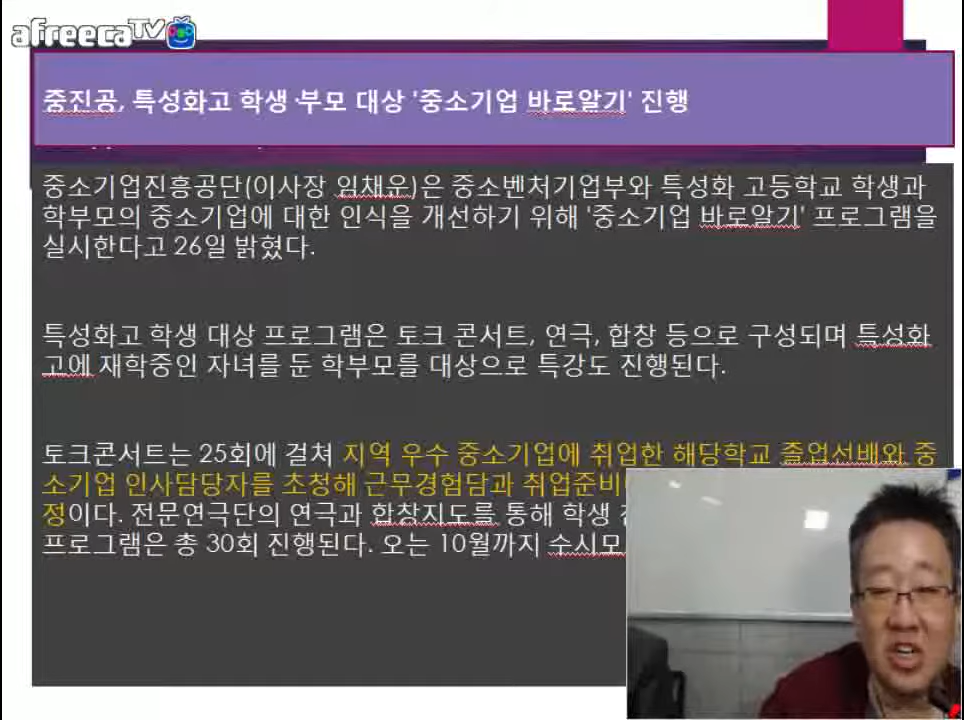 afreecaTV
중진공, 특성화고 학생·부모 대상 '중소기업 바로알기' 진행
중소기업진흥공단(이사장 임채운)은 중소벤처기업부와 특성화 고등학교 학생과
학부모의 중소기업에 대한 인식을 개선하기 위해 '중소기업 바로알기' 프로그램을
실시한다고 26일 밝혔다.
특성화고 학생 대상 프로그램은 토크 콘서트, 연극, 합창 등으로 구성되며 특성화
고에 재학중인 자녀를 둔 학부모를 대상으로 특강도 진행된다.
토크콘서트는 25회에 걸쳐 지역 우수 중소기업에 취업한 해당학교 졸업선배와 중
소기업 인사담당자를 초청해 근무경험담과 취업준비
정이다. 전문연극단의 연극과 합창지도를 통해 학생
프로그램은 총 30회 진행된다. 오는 10월까지 수시모